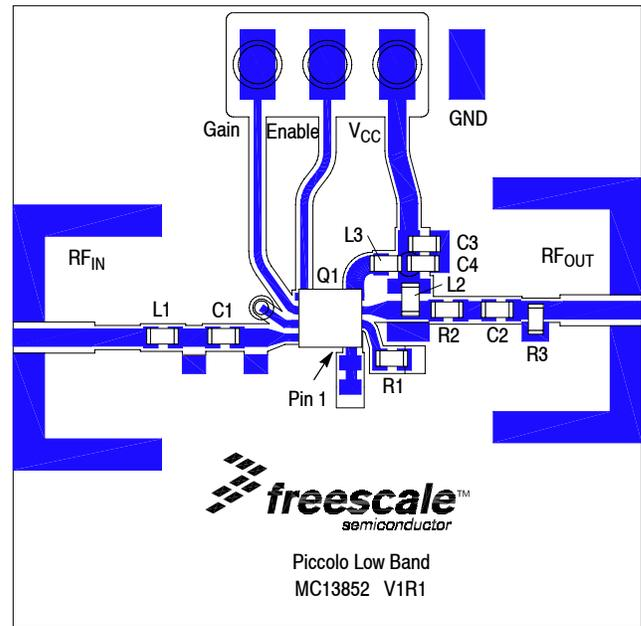 Gain
Enable
VCC
GND
RFIN
RFOUT
L3
C3
C4
Q1
L2
L1
C1
R2
C2
R3
R1
Pin 1
freescale™
semiconductor
Piccolo Low Band
MC13852 V1R1